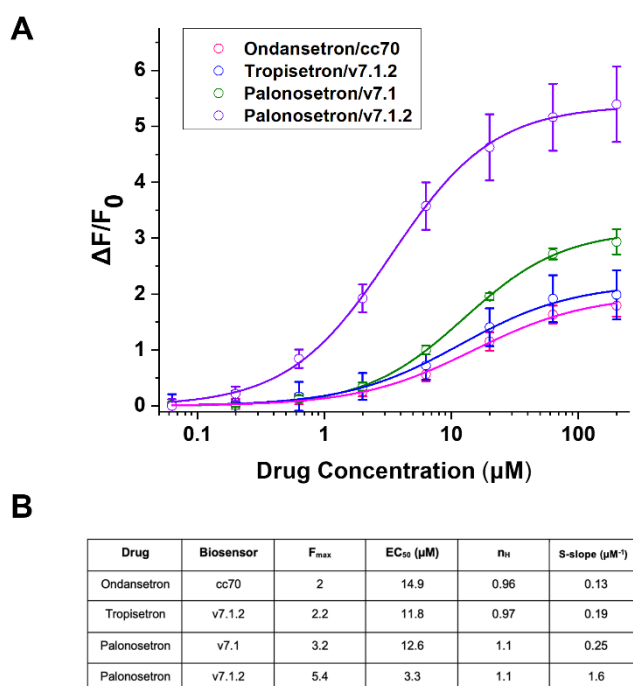 A
Ondansetron/cc70
Tropisetron/v7.1.2
Palonosetron/v7.1
Palonosetron/v7.1.2
6
5
4
3
2
1
0
ΔF/F0
0.1 1 10 100
Drug Concentration (µM)
B
Drug Biosensor Fmax EC50 (µM) nH S-slope (µM-1)
Ondansetron cc70 2 14.9 0.96 0.13
Tropisetron v7.1.2 2.2 11.8 0.97 0.19
Palonosetron v7.1 3.2 12.6 1.1 0.25
Palonosetron v7.1.2 5.4 3.3 1.1 1.6